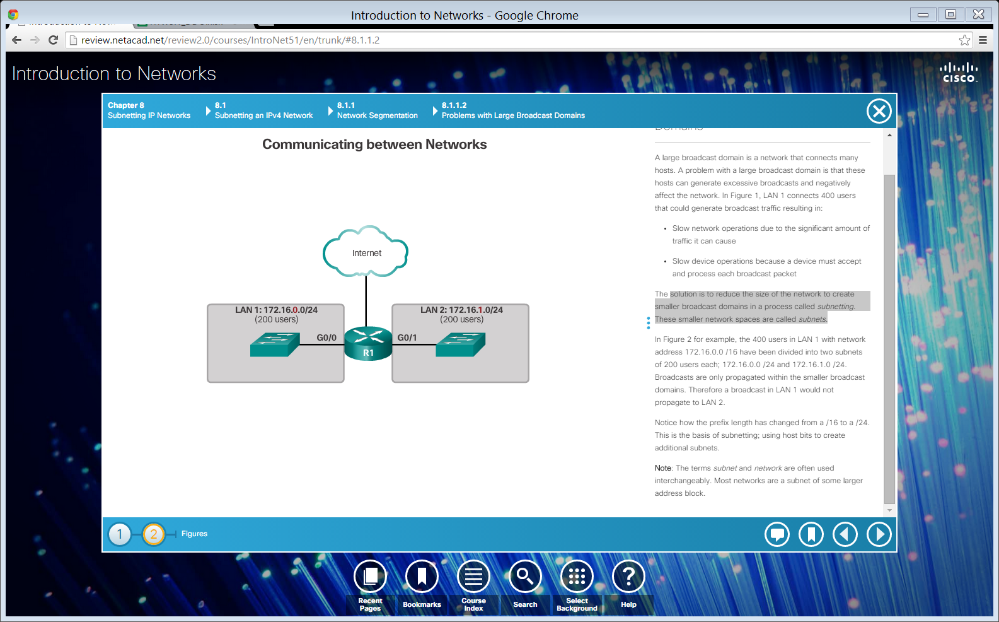 Introduction to Networks - Google Chrome
review.netacad.net/review2.0/courses/IntroNet51/en/trunk/#8.1.1.2
Introduction to Networks
CISCO
Chapter 8
Subnetting IP Networks
8.1
Subnetting an IPv4 Network
8.1.1
Network Segmentation
8.1.1.2
Problems with Large Broadcast Domains
Communicating between Networks
Internet
LAN 1: 172.16.0.0/24
(200 users)
LAN 2: 172.16.1.0/24
(200 users)
G0/0
G0/1
R1
Domains
A large broadcast domain is a network that connects many
hosts. A problem with a large broadcast domain is that these
hosts can generate excessive broadcasts and negatively
affect the network. In Figure 1, LAN 1 connects 400 users
that could generate broadcast traffic resulting in:
• Slow network operations due to the significant amount of
traffic it can cause
• Slow device operations because a device must accept
and process each broadcast packet
The solution is to reduce the size of the network to create
smaller broadcast domains in a process called subnetting.
These smaller network spaces are called subnets.
In Figure 2 for example, the 400 users in LAN 1 with network
address 172.16.0.0 /16 have been divided into two subnets
of 200 users each; 172.16.0.0 /24 and 172.16.1.0 /24.
Broadcasts are only propagated within the smaller broadcast
domains. Therefore a broadcast in LAN 1 would not
propagate to LAN 2.
Notice how the prefix length has changed from a /16 to a /24.
This is the basis of subnetting; using host bits to create
additional subnets.
Note: The terms subnet and network are often used
interchangeably. Most networks are a subnet of some larger
address block.
1
2
Figures
Recent
Pages
Bookmarks
Course
Index
Search
Select
Background
Help